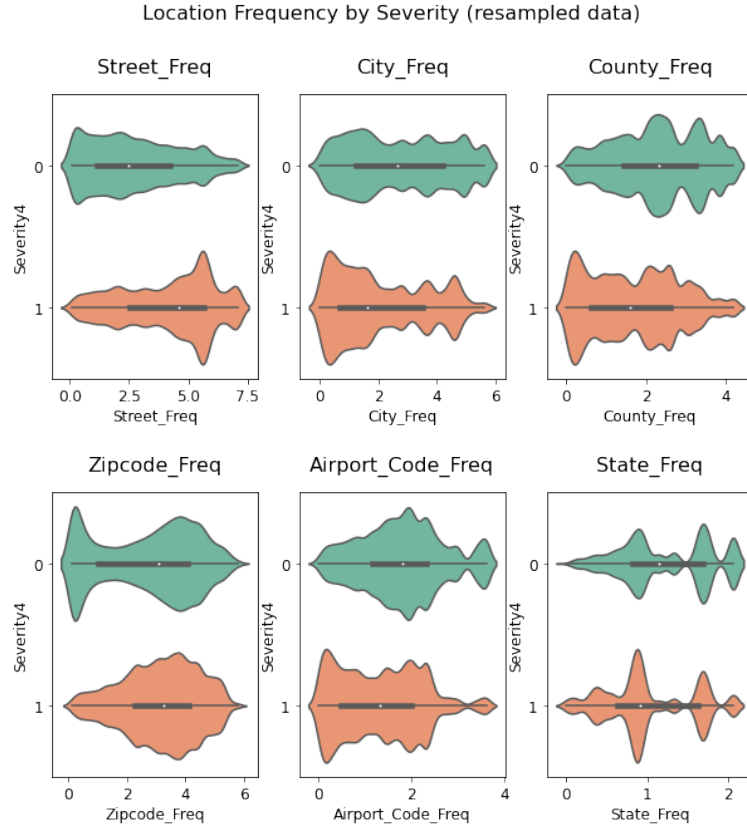 Location Frequency by Severity (resampled data)
Street_Freq
City_Freq
County_Freq
Severity4
0
1
0.0 2.5 5.0 7.5
Street_Freq
Severity4
0
1
0 2 4 6
City_Freq
Severity4
0
1
0 2 4
County_Freq
Zipcode_Freq
Airport_Code_Freq
State_Freq
Severity4
0
1
0 2 4 6
Zipcode_Freq
Severity4
0
1
0 2 4
Airport_Code_Freq
Severity4
0
1
0 1 2
State_Freq